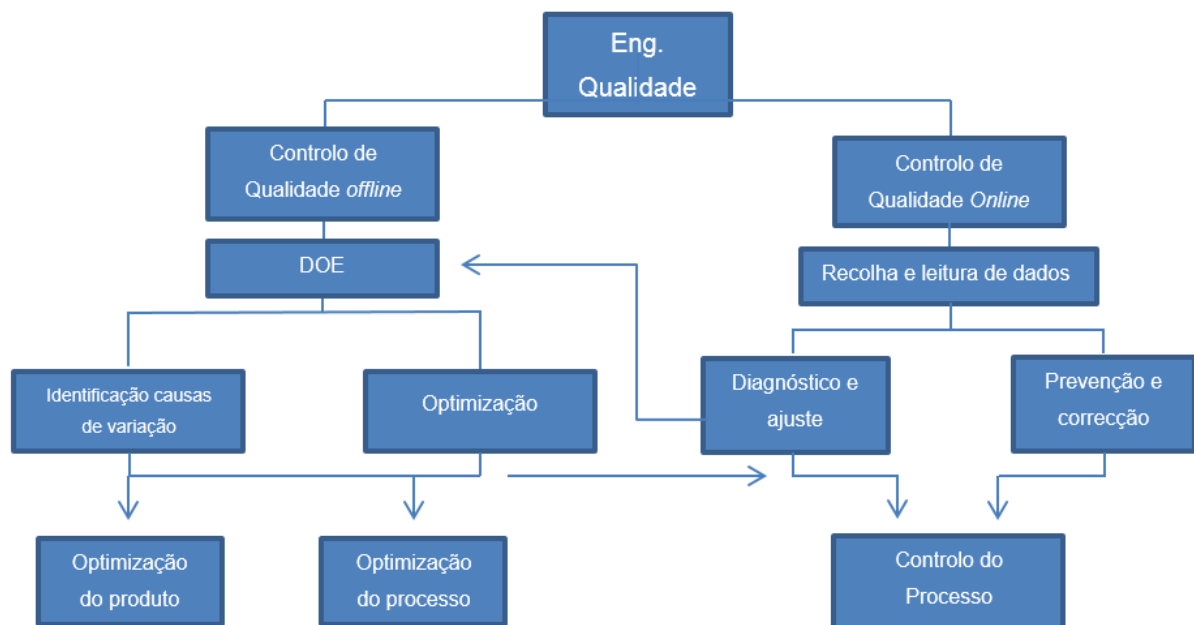 Eng.
Qualidade
Controlo de
Qualidade offline
Controlo de
Qualidade Online
DOE
Recolha e leitura de dados
Identificação causas
de variação
Optimização
Diagnóstico e
ajuste
Prevenção e
correcção
Optimização
do produto
Optimização
do processo
Controlo do
Processo